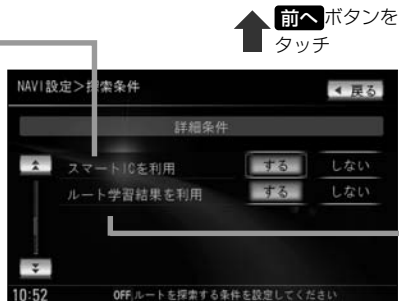 前へ ボタンを
タッチ
NAVI設定>探索条件
戻る
詳細条件
スマートICを利用 する しない
ルート学習結果を利用 する しない
10:52 OFF,ルートを探索する条件を設定してください